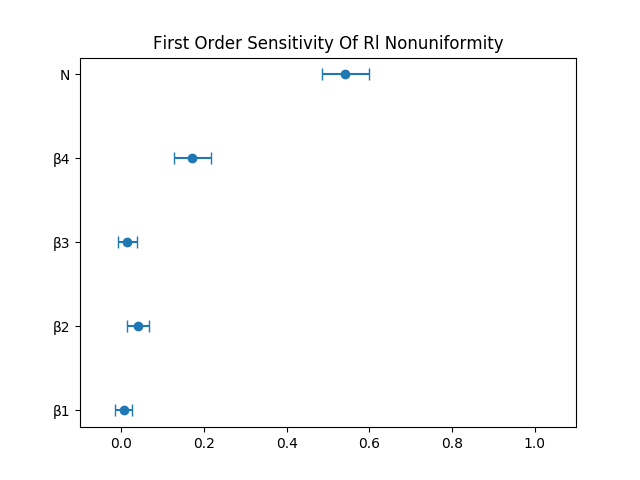 First Order Sensitivity Of Rl Nonuniformity
N
β4
β3
β2
β1
0.0 0.2 0.4 0.6 0.8 1.0